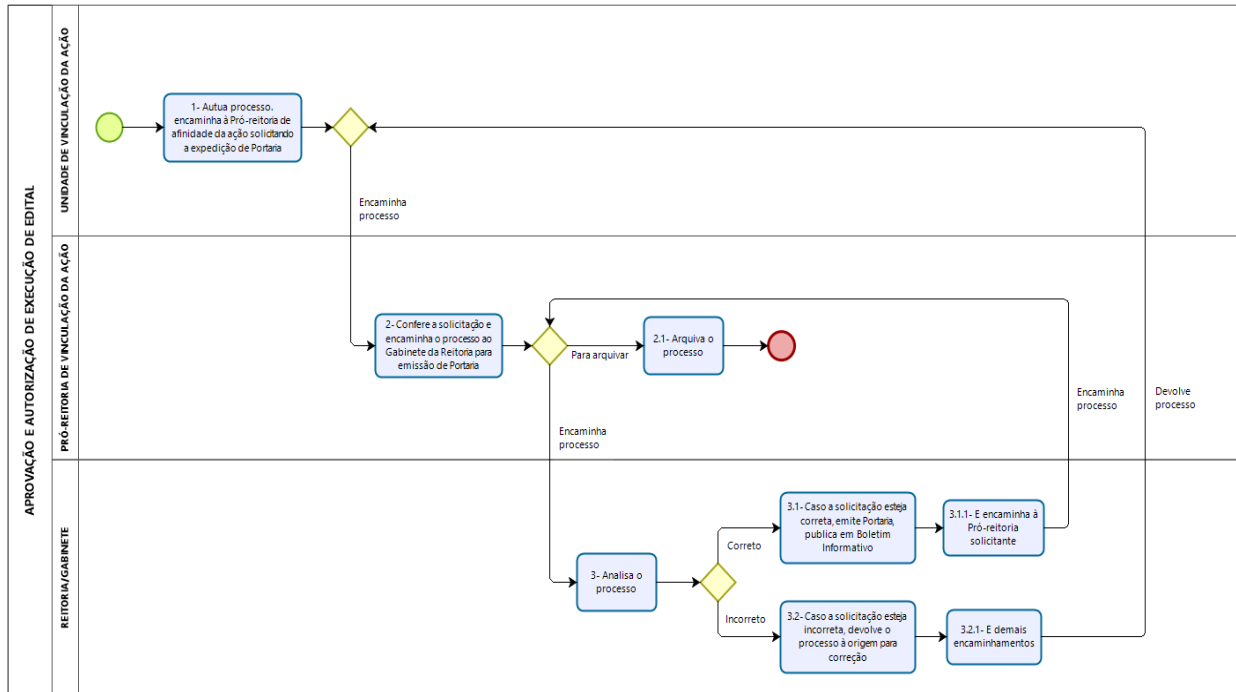 APROVAÇÃO E AUTORIZAÇÃO DE EXECUÇÃO DE EDITAL
UNIDADE DE VINCULAÇÃO DA AÇÃO
1- Autua processo.
encaminha à Pró-reitoria de
afinidade da ação solicitando
a expedição de Portaria
Encaminha
processo
PRÓ-REITORIA DE VINCULAÇÃO DA AÇÃO
2- Confere a solicitação e
encaminha o processo ao
Gabinete da Reitoria para
emissão de Portaria
Para arquivar
2.1- Arquiva o
processo
Encaminha
processo
Encaminha
processo
Devolve
processo
REITORIA/GABINETE
3- Analisa o
processo
Correto
3.1- Caso a solicitação esteja
correta, emite Portaria,
publica em Boletim
Informativo
3.1.1- E encaminha à
Pró-reitoria
solicitante
Incorreto
3.2- Caso a solicitação esteja
incorreta, devolve o
processo à origem para
correção
3.2.1- E demais
encaminhamentos